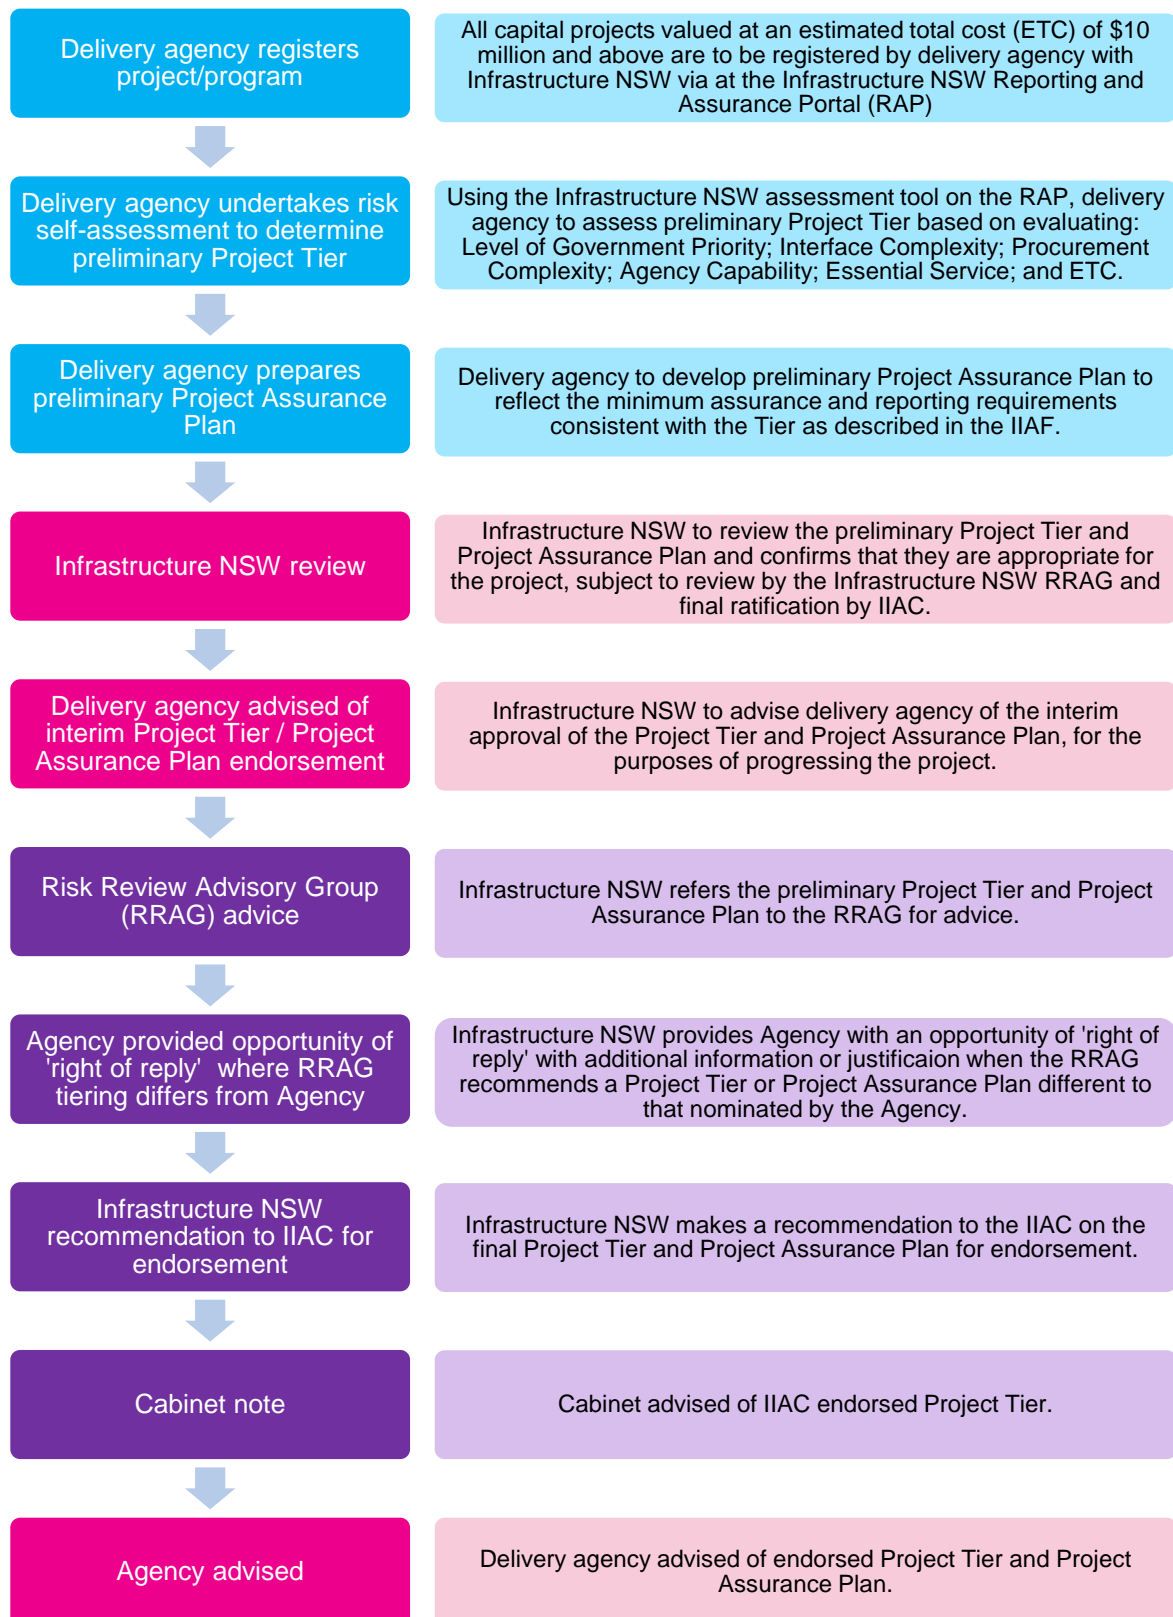 Delivery agency registers
project/program
All capital projects valued at an estimated total cost (ETC) of $10
million and above are to be registered by delivery agency with
Infrastructure NSW via at the Infrastructure NSW Reporting and
Assurance Portal (RAP)
Delivery agency undertakes risk
self-assessment to determine
preliminary Project Tier
Using the Infrastructure NSW assessment tool on the RAP, delivery
agency to assess preliminary Project Tier based on evaluating:
Level of Government Priority; Interface Complexity; Procurement
Complexity; Agency Capability; Essential Service; and ETC.
Delivery agency prepares
preliminary Project Assurance
Plan
Delivery agency to develop preliminary Project Assurance Plan to
reflect the minimum assurance and reporting requirements
consistent with the Tier as described in the IIAF.
Infrastructure NSW review
Infrastructure NSW to review the preliminary Project Tier and
Project Assurance Plan and confirms that they are appropriate for
the project, subject to review by the Infrastructure NSW RRAG and
final ratification by IIAC.
Delivery agency advised of
interim Project Tier / Project
Assurance Plan endorsement
Infrastructure NSW to advise delivery agency of the interim
approval of the Project Tier and Project Assurance Plan, for the
purposes of progressing the project.
Risk Review Advisory Group
(RRAG) advice
Infrastructure NSW refers the preliminary Project Tier and Project
Assurance Plan to the RRAG for advice.
Agency provided opportunity of
'right of reply'  where RRAG
tiering differs from Agency
Infrastructure NSW provides Agency with an opportunity of 'right of
reply' with additional information or justificaion when the RRAG
recommends a Project Tier or Project Assurance Plan different to
that nominated by the Agency.
Infrastructure NSW
recommendation to IIAC for
endorsement
Infrastructure NSW makes a recommendation to the IIAC on the
final Project Tier and Project Assurance Plan for endorsement.
Cabinet note
Cabinet advised of IIAC endorsed Project Tier.
Agency advised
Delivery agency advised of endorsed Project Tier and Project
Assurance Plan.